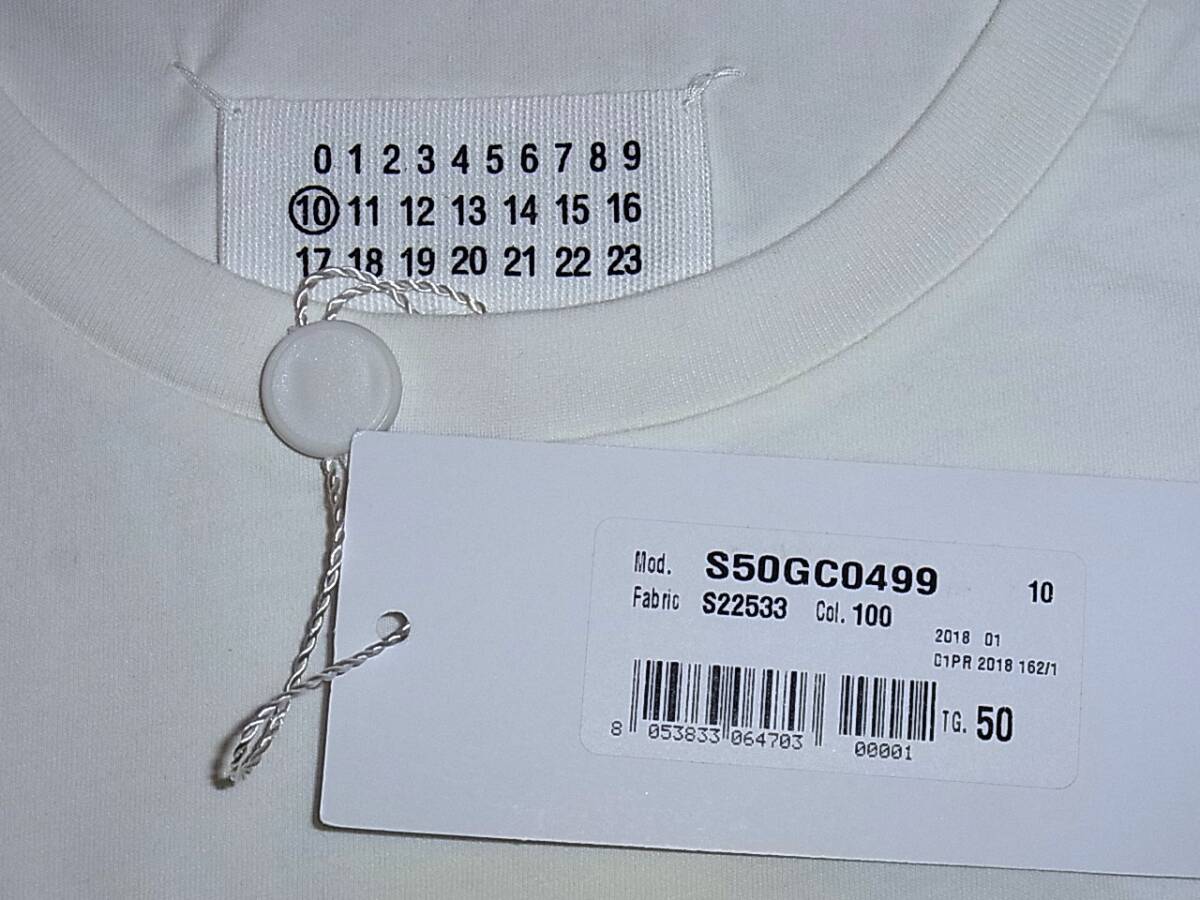 0 1 2 3 4 5 6 7 8 9
10 11 12 13 14 15 16
17 18 19 20 21 22 23
Mod. S50GC0499 10
Fabric S22533 Col. 100
2018 01
01PR 2018 162/1
TG. 50
8 053833 064703 00001